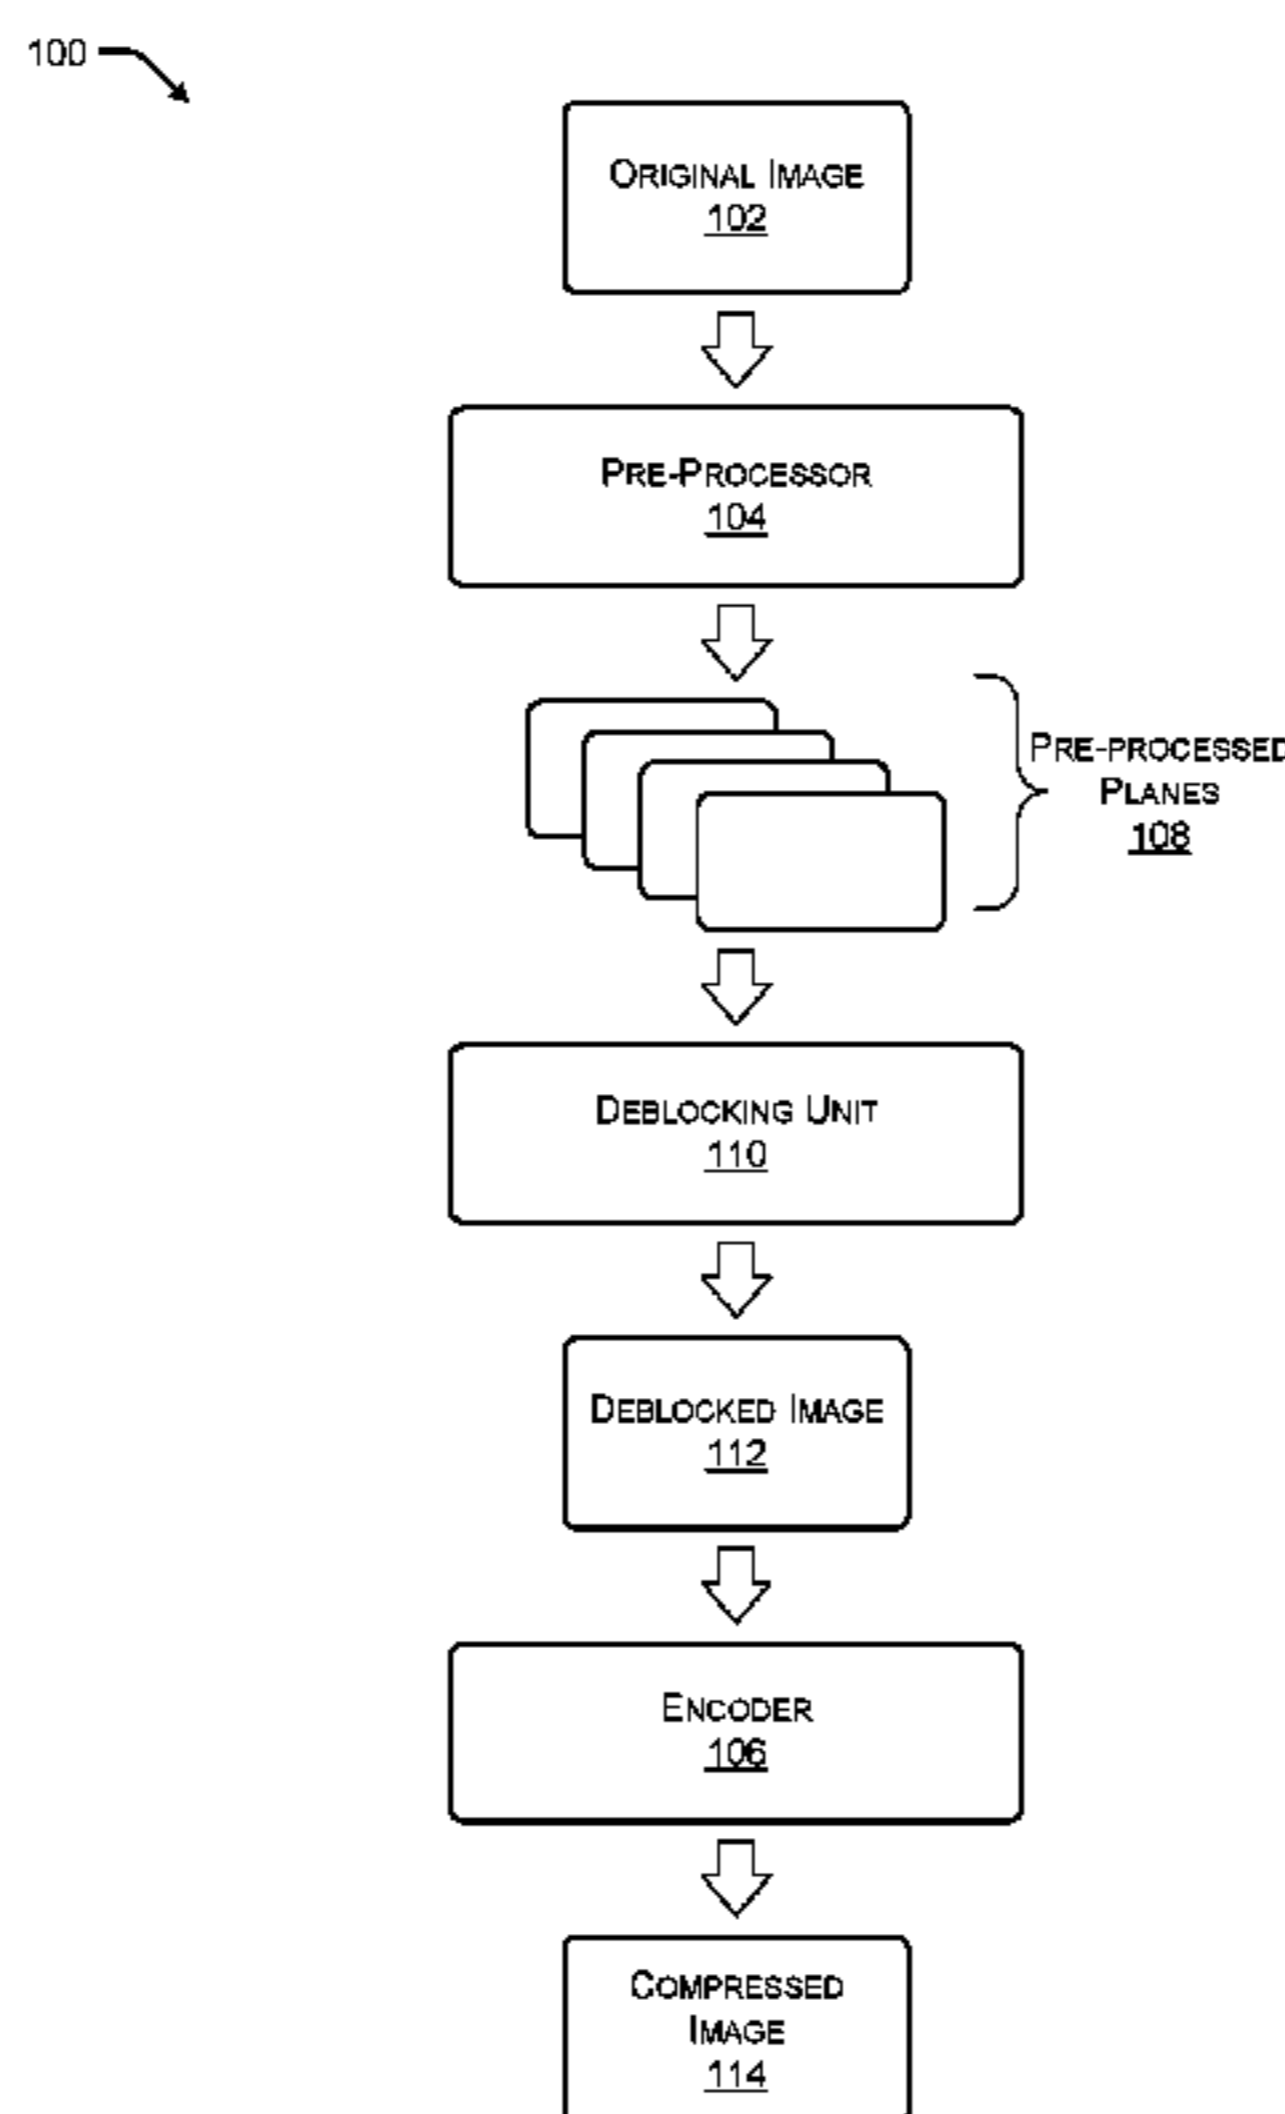 100
ORIGINAL IMAGE
102
PRE-PROCESSOR
104
PRE-PROCESSED
PLANES
108
DEBLOCKING UNIT
110
DEBLOCKED IMAGE
112
ENCODER
106
COMPRESSED
IMAGE
114